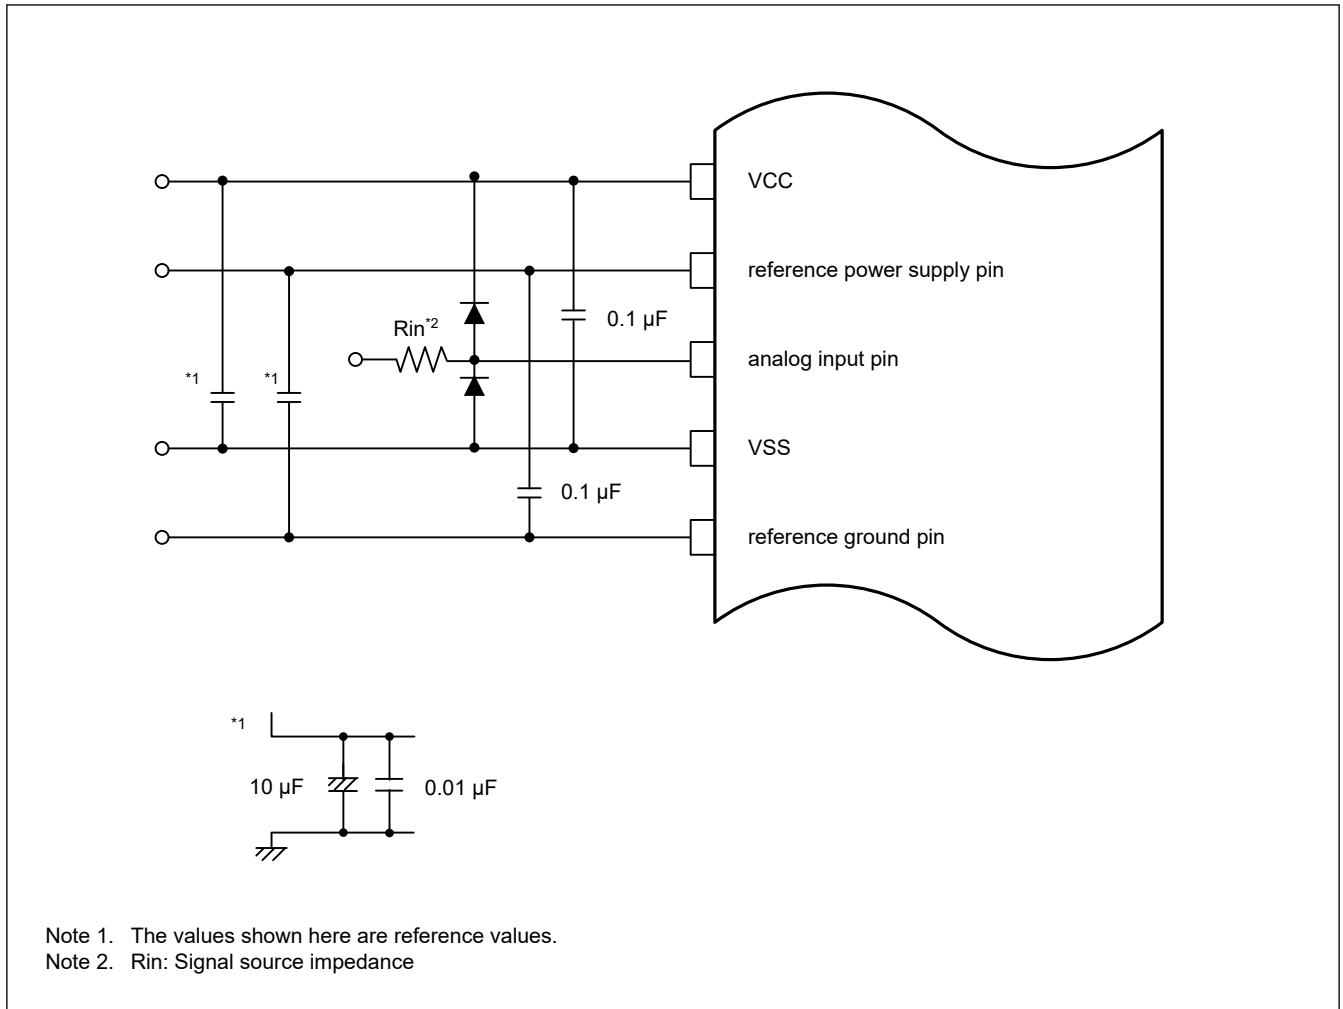 VCC
reference power supply pin
0.1 µF
Rin*2
analog input pin
*1
*1
VSS
0.1 µF
reference ground pin
*1
10 µF
0.01 µF
Note 1. The values shown here are reference values.
Note 2. Rin: Signal source impedance